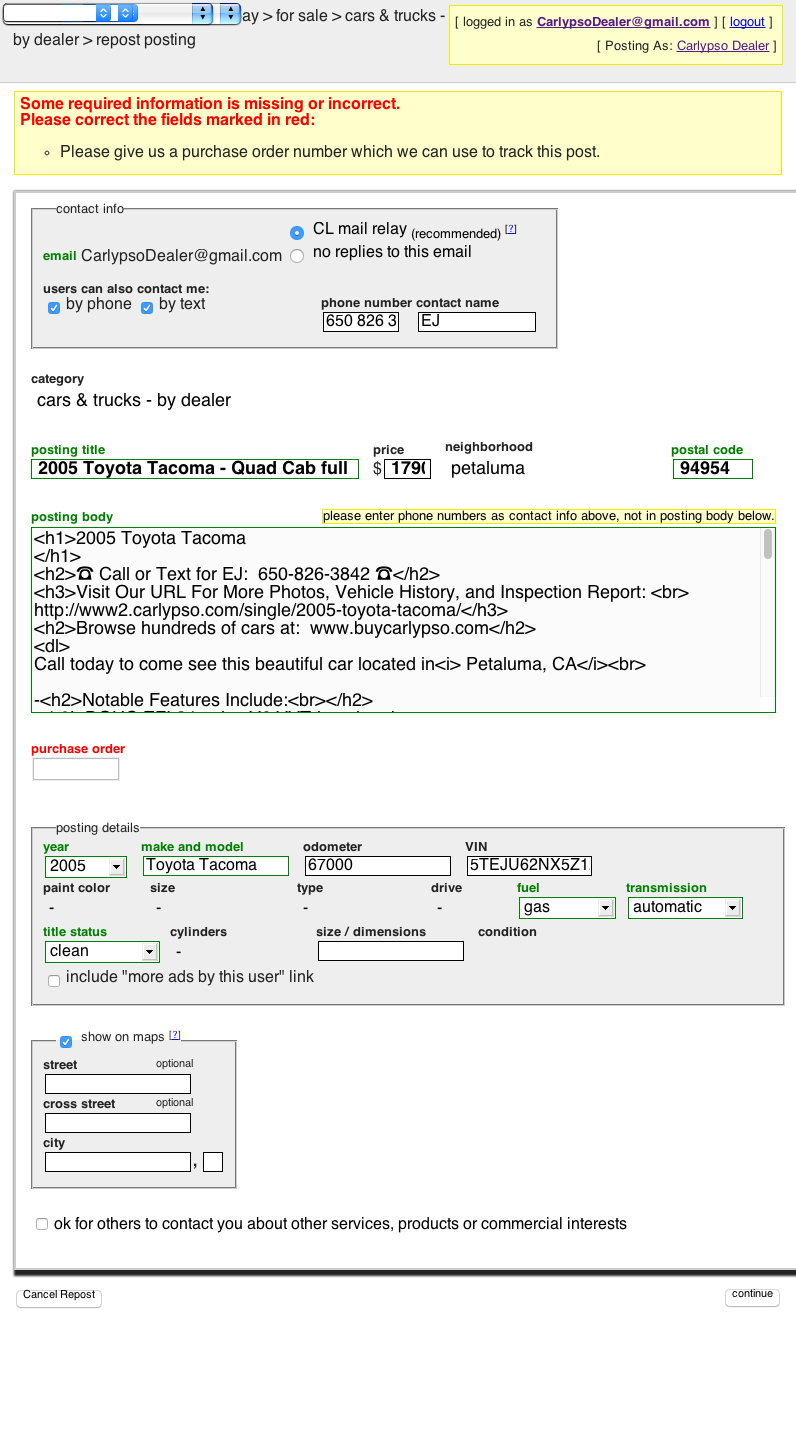 ay > for sale > cars & trucks -
by dealer > repost posting
[ logged in as CarlypsoDealer@gmail.com ] [ logout ]
[ Posting As: Carlypso Dealer ]
Some required information is missing or incorrect.
Please correct the fields marked in red:
Please give us a purchase order number which we can use to track this post.
contact info
CL mail relay (recommended) [?]
email CarlypsoDealer@gmail.com
no replies to this email
users can also contact me:
by phone by text
phone number contact name
650 826 3 EJ
category
cars & trucks - by dealer
posting title price neighborhood postal code
2005 Toyota Tacoma - Quad Cab full $ 179 petaluma 94954
posting body please enter phone numbers as contact info above, not in posting body below.
<h1>2005 Toyota Tacoma
</h1>
<h2>☎ Call or Text for EJ:  650-826-3842 ☎</h2>
<h3>Visit Our URL For More Photos, Vehicle History, and Inspection Report: <br>
http://www2.carlypso.com/single/2005-toyota-tacoma/</h3>
<h2>Browse hundreds of cars at:  www.buycarlypso.com</h2>
<dl>
Call today to come see this beautiful car located in<i> Petaluma, CA</i><br>
-<h2>Notable Features Include:<br></h2>
purchase order
posting details
year make and model odometer VIN
2005 Toyota Tacoma 67000 5TEJU62NX5Z1
paint color size type drive fuel transmission
- - - - gas automatic
title status cylinders size / dimensions condition
clean -
include "more ads by this user" link
show on maps [?]
street optional
cross street optional
city
,
ok for others to contact you about other services, products or commercial interests
Cancel Repost continue